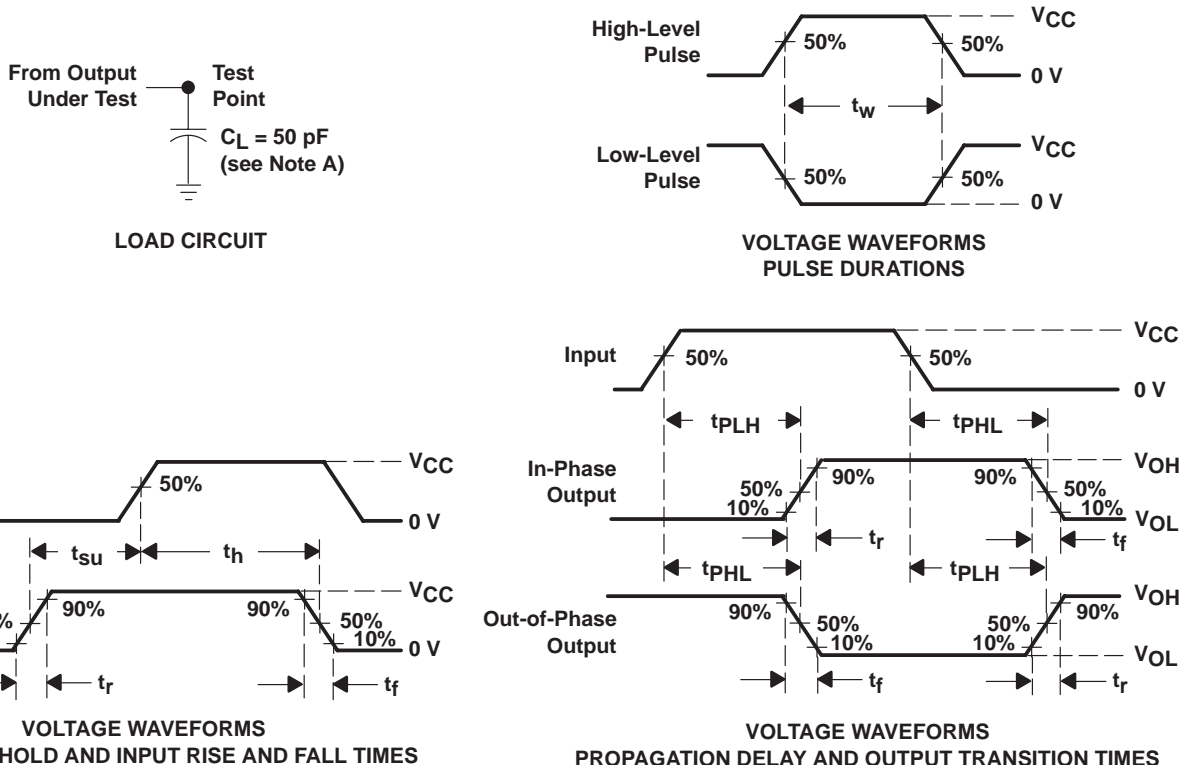 From Output
Under Test
Test
Point
CL = 50 pF
(see Note A)
LOAD CIRCUIT
High-Level
Pulse
50%
50%
VCC
0 V
tw
Low-Level
Pulse
50%
50%
VCC
0 V
VOLTAGE WAVEFORMS
PULSE DURATIONS
50%
VCC
0 V
tsu
th
90%
90%
50%
10%
VCC
0 V
tr
tf
VOLTAGE WAVEFORMS
HOLD AND INPUT RISE AND FALL TIMES
Input
50%
50%
VCC
0 V
tPLH
tPHL
In-Phase
Output
50%
10%
90%
90%
50%
10%
VOH
VOL
tr
tf
tPHL
tPLH
Out-of-Phase
Output
90%
50%
10%
50%
10%
90%
VOH
VOL
tf
tr
VOLTAGE WAVEFORMS
PROPAGATION DELAY AND OUTPUT TRANSITION TIMES